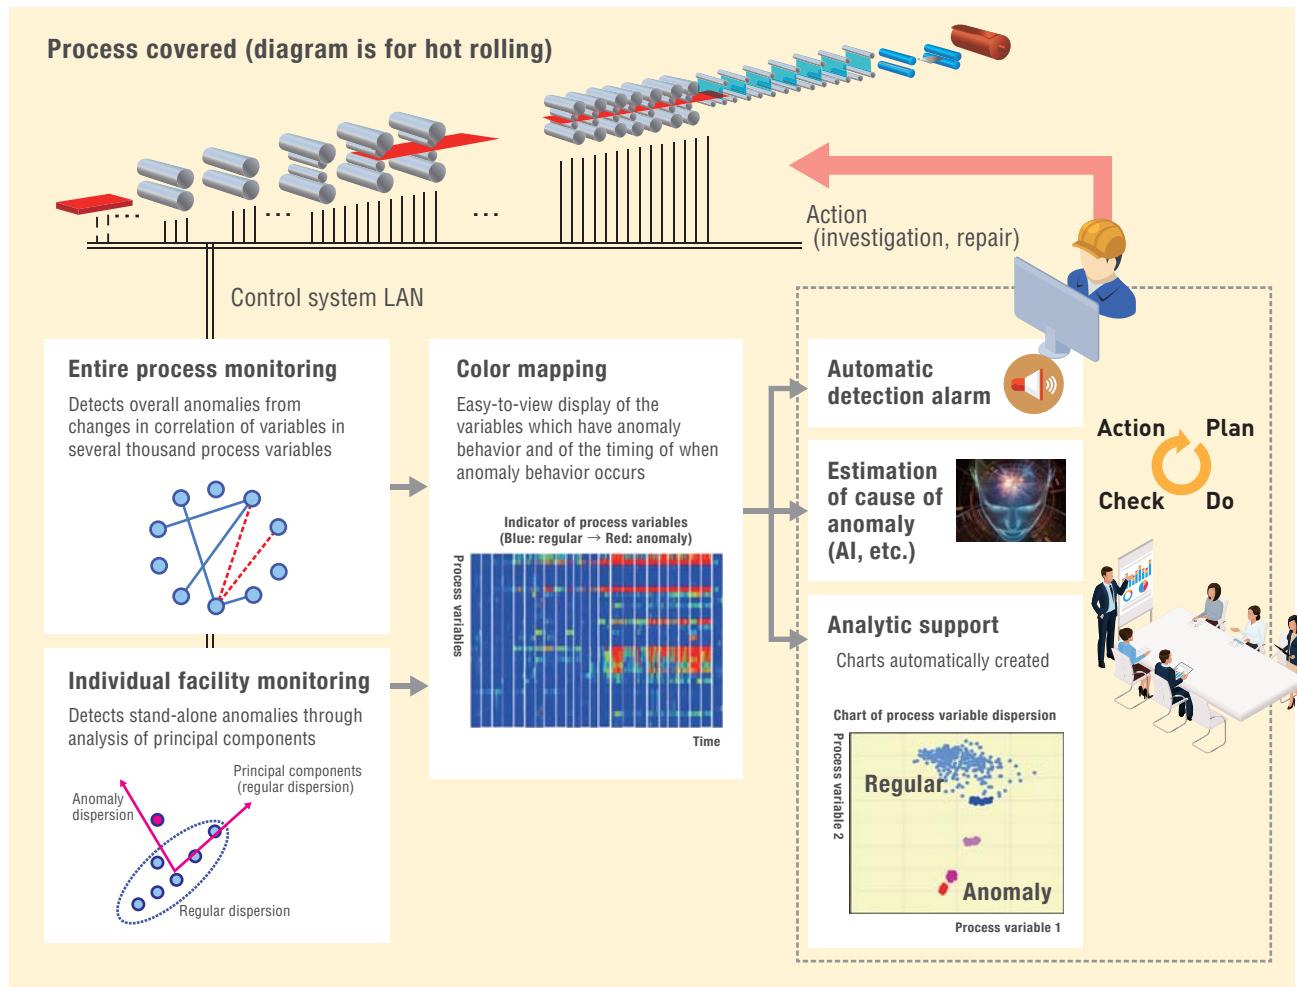 Process covered (diagram is for hot rolling)
Action
(investigation, repair)
Control system LAN
Entire process monitoring
Detects overall anomalies from
changes in correlation of variables in
several thousand process variables
Individual facility monitoring
Detects stand-alone anomalies through
analysis of principal components
Principal components
(regular dispersion)
Anomaly
dispersion
Regular dispersion
Color mapping
Easy-to-view display of the
variables which have anomaly
behavior and of the timing of when
anomaly behavior occurs
Indicator of process variables
(Blue: regular → Red: anomaly)
Process variables
Time
Automatic
detection alarm
Estimation
of cause of
anomaly
(AI, etc.)
Analytic support
Charts automatically created
Chart of process variable dispersion
Process variable 2
Regular
Anomaly
Process variable 1
Action
Plan
Check
Do